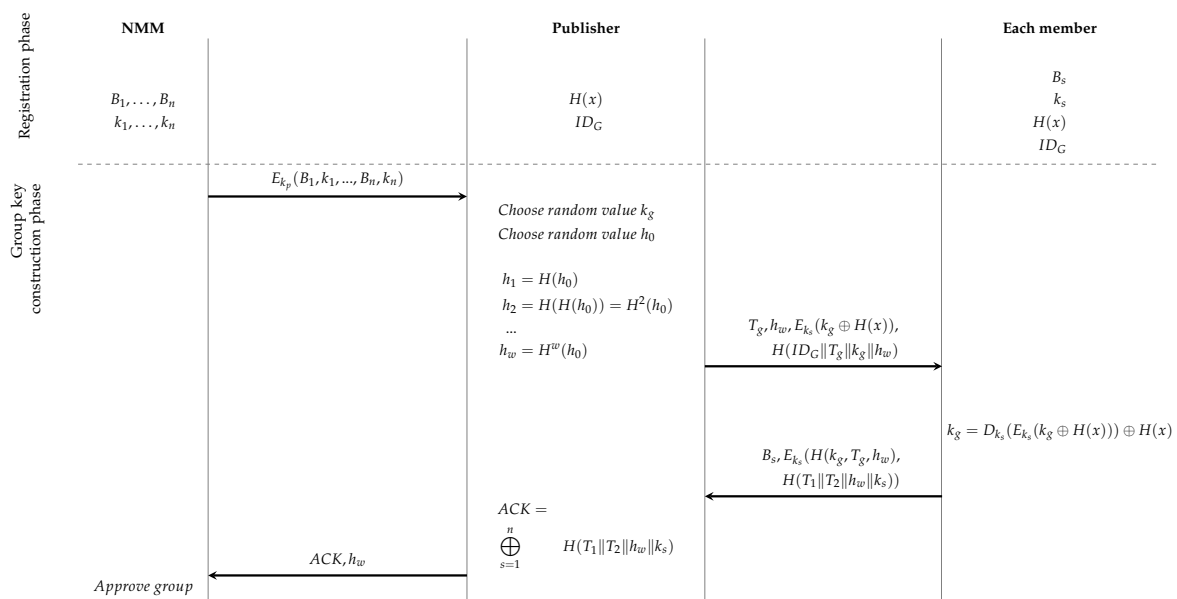 NMM
Publisher
Each member
Registration phase
B_s
B_1, . . . , B_n
H(x)
k_s
k_1, . . . , k_n
ID_G
H(x)
ID_G
Group key
construction phase
E_{k_p}(B_1, k_1, ..., B_n, k_n)
Choose random value k_g
Choose random value h_0
h_1 = H(h_0)
h_2 = H(H(h_0)) = H^2(h_0)
...
h_w = H^w(h_0)
T_g, h_w, E_{k_s}(k_g ⊕ H(x)),
H(ID_G‖T_g‖k_g‖h_w)
k_g = D_{k_s}(E_{k_s}(k_g ⊕ H(x))) ⊕ H(x)
B_s, E_{k_s}(H(k_g, T_g, h_w),
H(T_1‖T_2‖h_w‖k_s))
ACK =
⊕_{s=1}^{n} H(T_1‖T_2‖h_w‖k_s)
ACK, h_w
Approve group